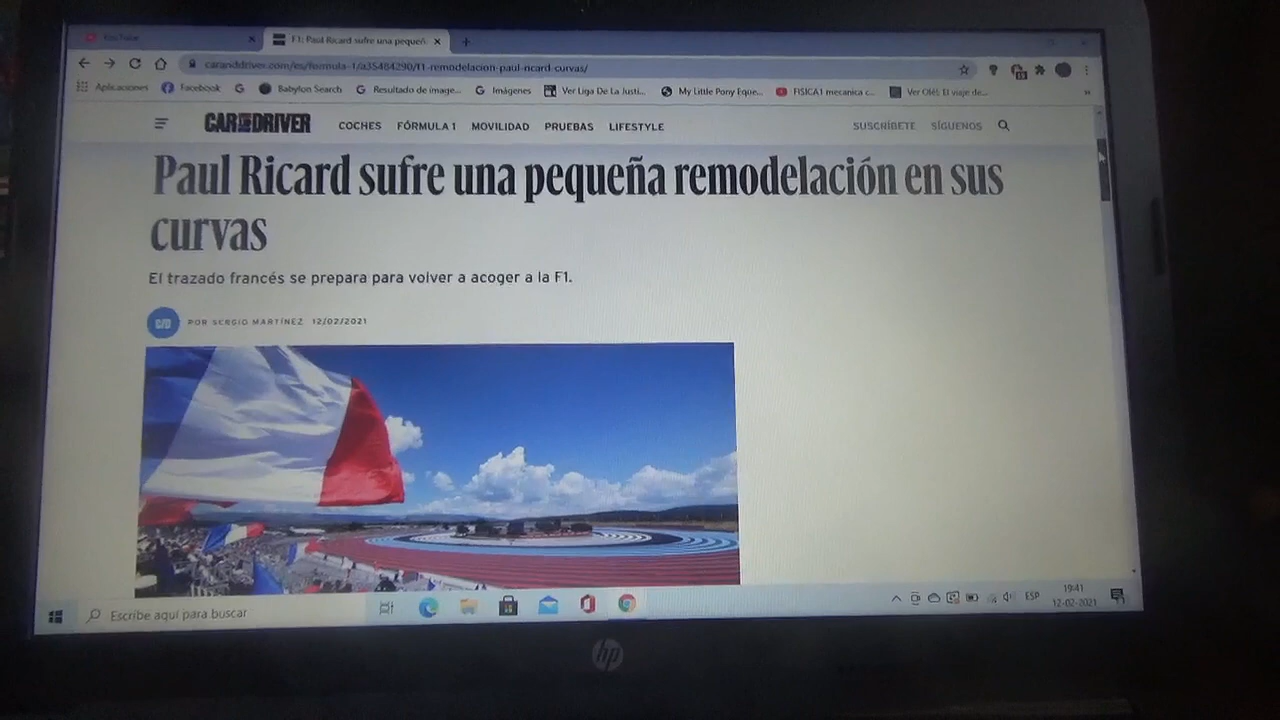 YouTube
F1: Paul Ricard sufre una pequeñ
caranddriver.com/es/formula-1/a35484290/f1-remodelacion-paul-ricard-curvas/
Aplicaciones Facebook Babylon Search Resultado de image... Imágenes Ver Liga De La Justi... My Little Pony Eque... FISICA1 mecanica c... Ver Olé!, El viaje de...
CAR AND DRIVER COCHES FÓRMULA 1 MOVILIDAD PRUEBAS LIFESTYLE SUSCRÍBETE SÍGUENOS
Paul Ricard sufre una pequeña remodelación en sus
curvas
El trazado francés se prepara para volver a acoger a la F1.
C/D POR SERGIO MARTÍNEZ 12/02/2021
Escribe aquí para buscar
ESP
19:41
12-02-2021
hp